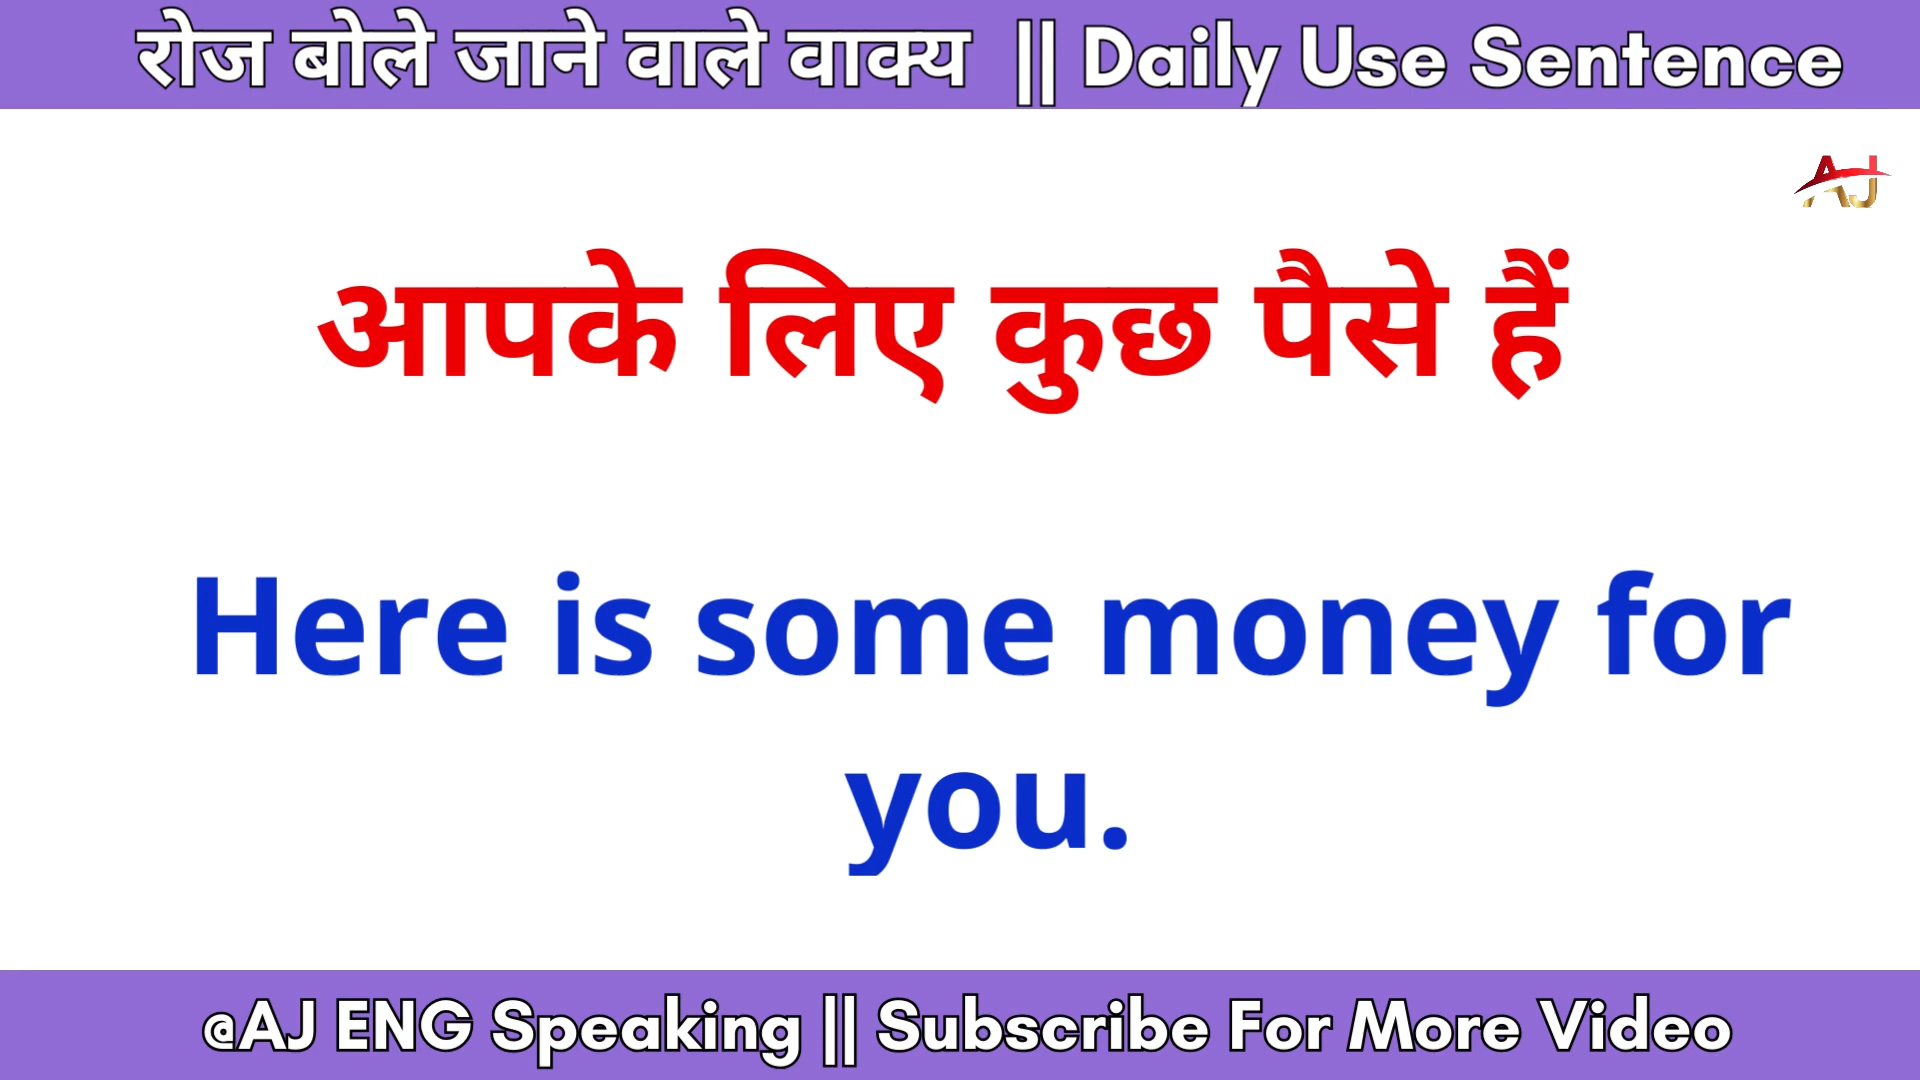 रोज बोले जाने वाले वाक्य || Daily Use Sentence
AJ
आपके लिए कुछ पैसे हैं
Here is some money for
you.
@AJ ENG Speaking || Subscribe For More Video